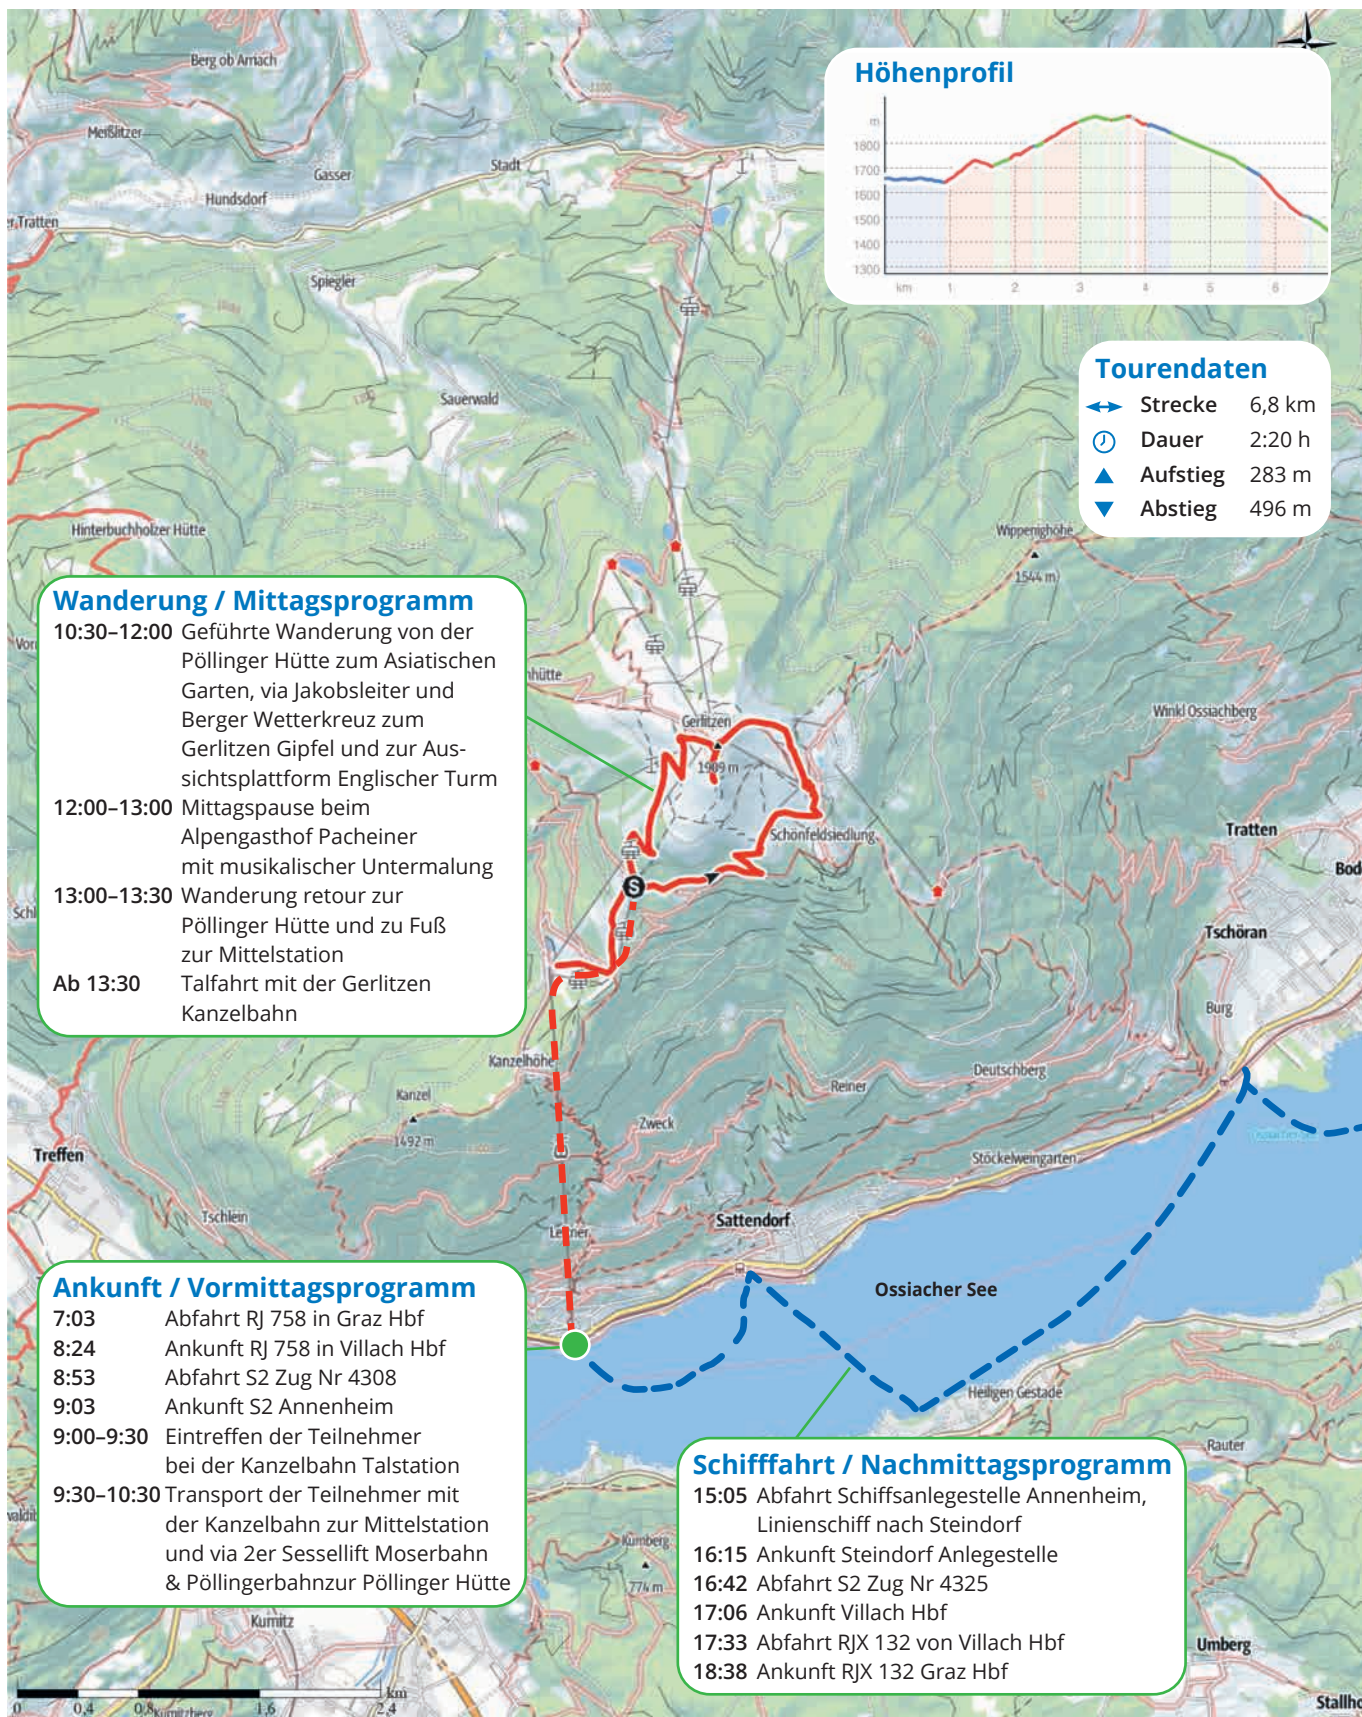 Berg ob Arriach
Meißlitzer
Gasser
Stadt
Hundsdorf
er Tratten
Spiegler
Sauerwald
Hinterbuchholzer Hütte
Höhenprofil
m
1800
1700
1600
1500
1400
1300
km 1 2 3 4 5 6
Tourendaten
Strecke 6,8 km
Dauer 2:20 h
Aufstieg 283 m
Abstieg 496 m
Wippenighöhe
1544 m
Wanderung / Mittagsprogramm
10:30–12:00 Geführte Wanderung von der
Pöllinger Hütte zum Asiatischen
Garten, via Jakobsleiter und
Berger Wetterkreuz zum
Gerlitzen Gipfel und zur Aus-
sichtsplattform Englischer Turm
12:00–13:00 Mittagspause beim
Alpengasthof Pacheiner
mit musikalischer Untermalung
13:00–13:30 Wanderung retour zur
Pöllinger Hütte und zu Fuß
zur Mittelstation
Ab 13:30 Talfahrt mit der Gerlitzen
Kanzelbahn
nhütte
Gerlitzen
1909 m
Winkl Ossiachberg
Schönfeldsiedlung
Tratten
Bod
S
Tschöran
Burg
Kanzelhöhe
Deutschberg
Reiner
Kanzel
1492 m
Zweck
Treffen
Stöckelweingarten
Tschlein
Sattendorf
Ossiacher See
Ankunft / Vormittagsprogramm
7:03 Abfahrt RJ 758 in Graz Hbf
8:24 Ankunft RJ 758 in Villach Hbf
8:53 Abfahrt S2 Zug Nr 4308
9:03 Ankunft S2 Annenheim
9:00–9:30 Eintreffen der Teilnehmer
bei der Kanzelbahn Talstation
9:30–10:30 Transport der Teilnehmer mit
der Kanzelbahn zur Mittelstation
und via 2er Sessellift Moserbahn
& Pöllingerbahnzur Pöllinger Hütte
Heiligen Gestade
Rauter
Schifffahrt / Nachmittagsprogramm
15:05 Abfahrt Schiffsanlegestelle Annenheim,
Linienschiff nach Steindorf
16:15 Ankunft Steindorf Anlegestelle
16:42 Abfahrt S2 Zug Nr 4325
17:06 Ankunft Villach Hbf
17:33 Abfahrt RJX 132 von Villach Hbf
18:38 Ankunft RJX 132 Graz Hbf
Kumberg
774 m
Kumitz
Umberg
Kumitzberg
0 0,4 0,8 1,6 2,4 km
Stallho